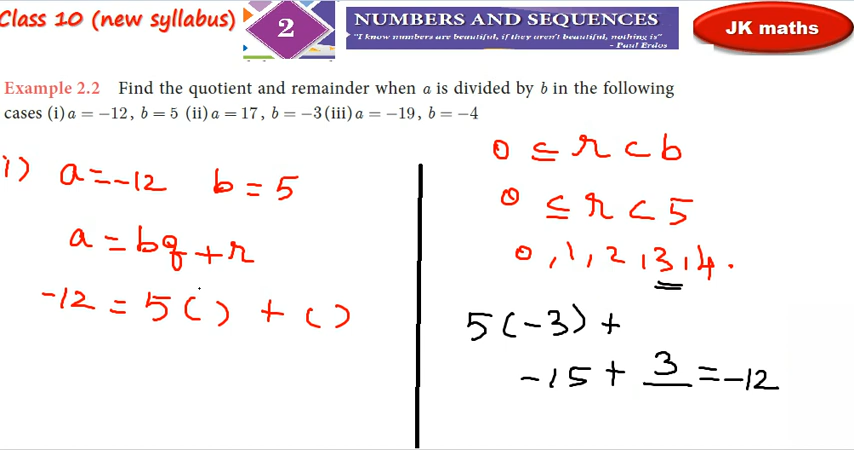 Class 10 (new syllabus)
2
NUMBERS AND SEQUENCES
"I know numbers are beautiful, if they aren't beautiful, nothing is"
- Paul Erdos
JK maths
Example 2.2 Find the quotient and remainder when a is divided by b in the following
cases (i) a = −12, b = 5 (ii) a = 17, b = −3 (iii) a = −19, b = −4
i) a = -12 b = 5
a = bq + r
-12 = 5 ( ) + ( )
0 ≤ r < b
0 ≤ r < 5
0, 1, 2, 3, 4.
5(-3) +
-15 + 3 = -12